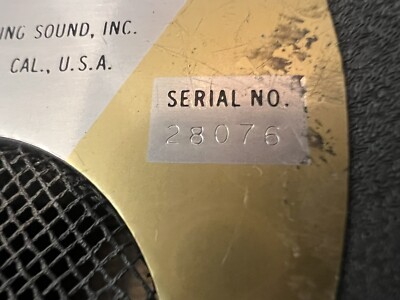 ING SOUND, INC.
CAL., U.S.A.
SERIAL NO.
28076